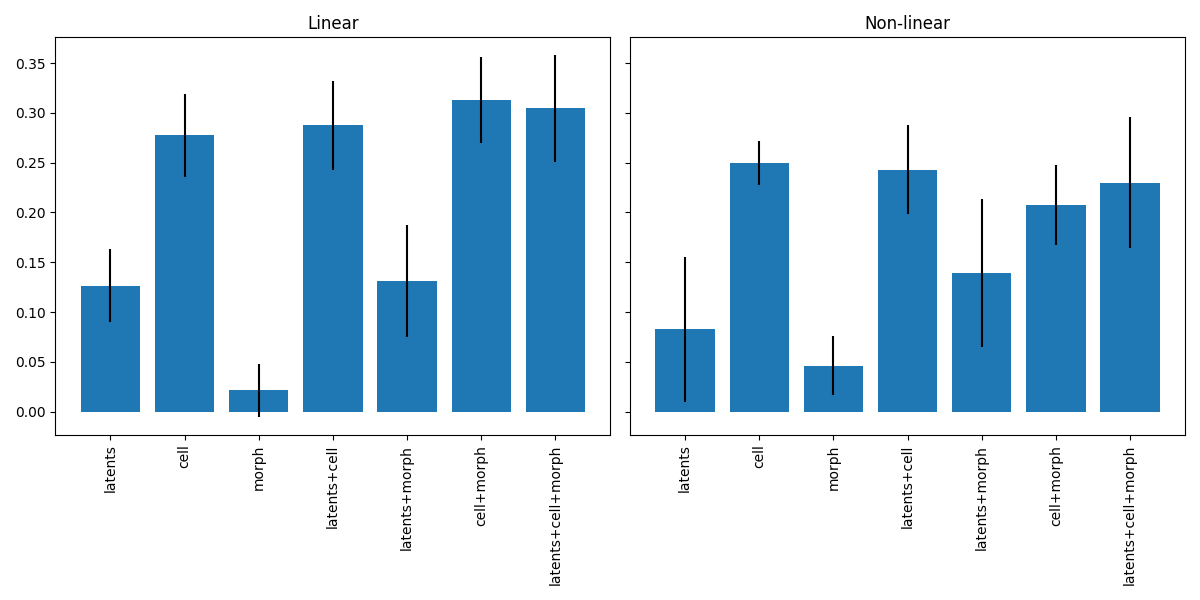 Linear
Non-linear
0.35
0.30
0.25
0.20
0.15
0.10
0.05
0.00
latents
cell
morph
latents+cell
latents+morph
cell+morph
latents+cell+morph
latents
cell
morph
latents+cell
latents+morph
cell+morph
latents+cell+morph